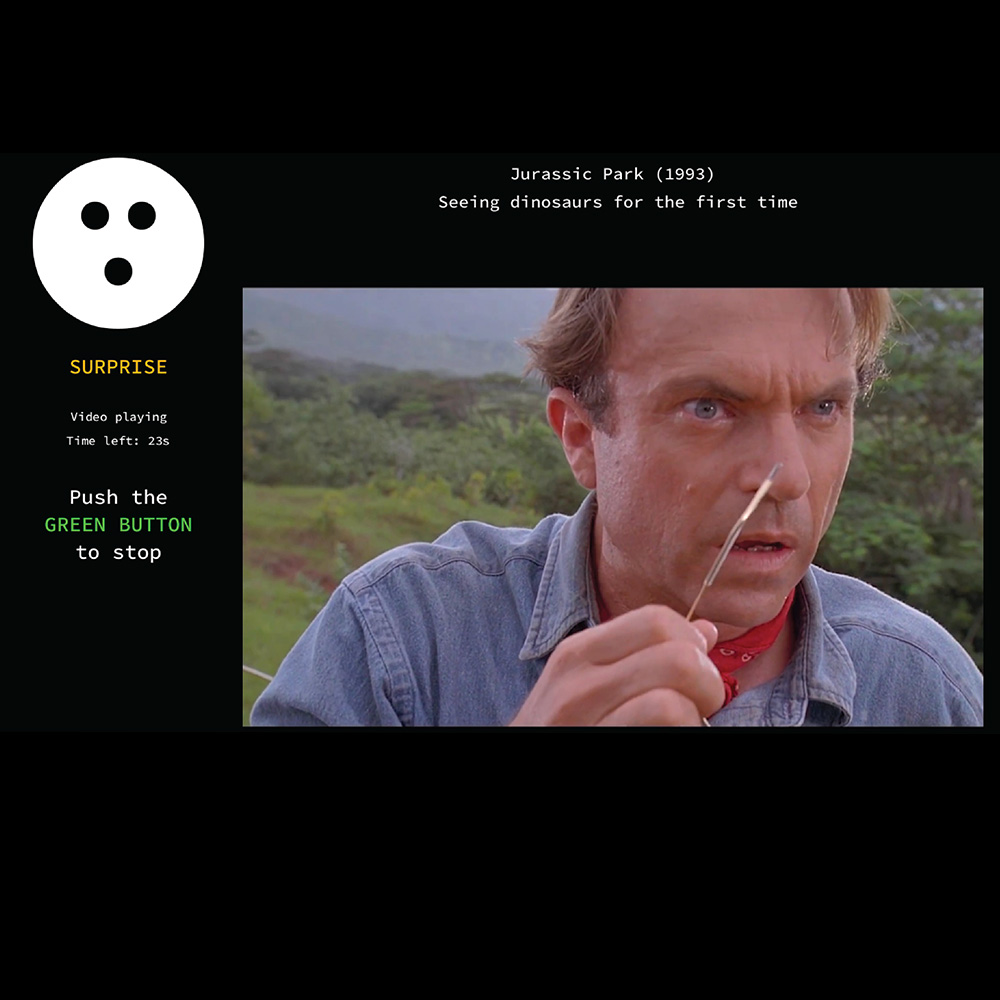 Jurassic Park (1993)
Seeing dinosaurs for the first time
SURPRISE
Video playing
Time left: 23s
Push the
GREEN BUTTON
to stop